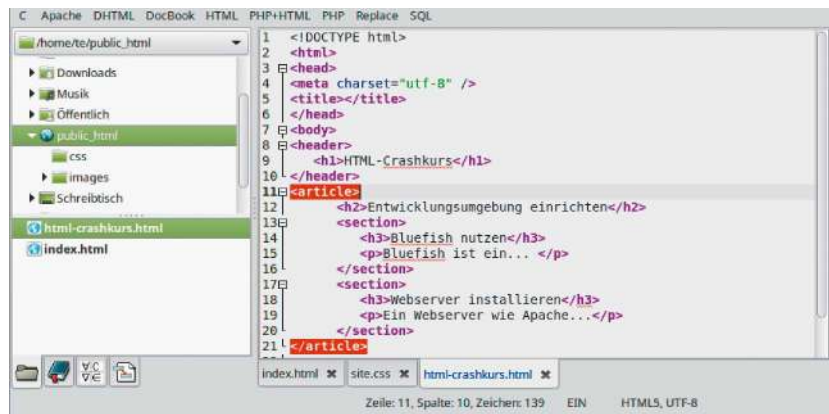 C Apache DHTML DocBook HTML PHP+HTML PHP Replace SQL
/home/te/public_html
Downloads
Musik
Öffentlich
public_html
css
images
Schreibtisch
html-crashkurs.html
index.html
1 <!DOCTYPE html>
2 <html>
3 <head>
4 <meta charset="utf-8" />
5 <title></title>
6 </head>
7 <body>
8 <header>
9 <h1>HTML-Crashkurs</h1>
10 </header>
11 <article>
12 <h2>Entwicklungsumgebung einrichten</h2>
13 <section>
14 <h3>Bluefish nutzen</h3>
15 <p>Bluefish ist ein... </p>
16 </section>
17 <section>
18 <h3>Webserver installieren</h3>
19 <p>Ein Webserver wie Apache...</p>
20 </section>
21 </article>
index.html site.css html-crashkurs.html
Zeile: 11, Spalte: 10, Zeichen: 139 EIN HTML5, UTF-8